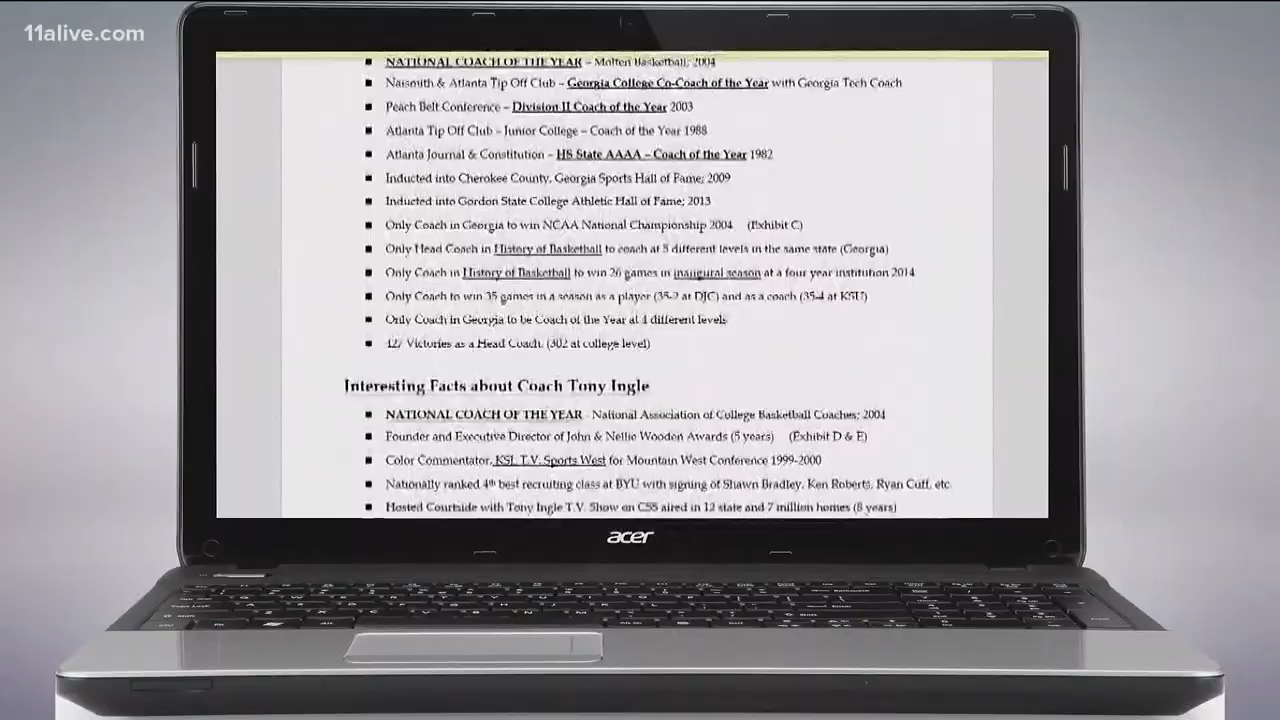 11alive.com
NATIONAL COACH OF THE YEAR – Molten Basketball; 2004
Naismith & Atlanta Tip Off Club – Georgia College Co-Coach of the Year with Georgia Tech Coach
Peach Belt Conference – Division II Coach of the Year 2003
Atlanta Tip Off Club – Junior College – Coach of the Year 1988
Atlanta Journal & Constitution – HS State AAAA – Coach of the Year 1982
Inducted into Cherokee County, Georgia Sports Hall of Fame; 2009
Inducted into Gordon State College Athletic Hall of Fame; 2013
Only Coach in Georgia to win NCAA National Championship 2004 (Exhibit C)
Only Head Coach in History of Basketball to coach at 5 different levels in the same state (Georgia)
Only Coach in History of Basketball to win 26 games in inaugural season at a four year institution 2014
Only Coach to win 35 games in a season as a player (35-2 at DJC) and as a coach (35-4 at KSU)
Only Coach in Georgia to be Coach of the Year at 4 different levels
427 Victories as a Head Coach. (302 at college level)
Interesting Facts about Coach Tony Ingle
NATIONAL COACH OF THE YEAR - National Association of College Basketball Coaches; 2004
Founder and Executive Director of John & Nellie Wooden Awards (5 years) (Exhibit D & E)
Color Commentator, KSL T.V. Sports West for Mountain West Conference 1999-2000
Nationally ranked 4th best recruiting class at BYU with signing of Shawn Bradley, Ken Roberts, Ryan Cuff, etc
Hosted Courtside with Tony Ingle T.V. Show on CSS aired in 12 state and 7 million homes (8 years)
acer